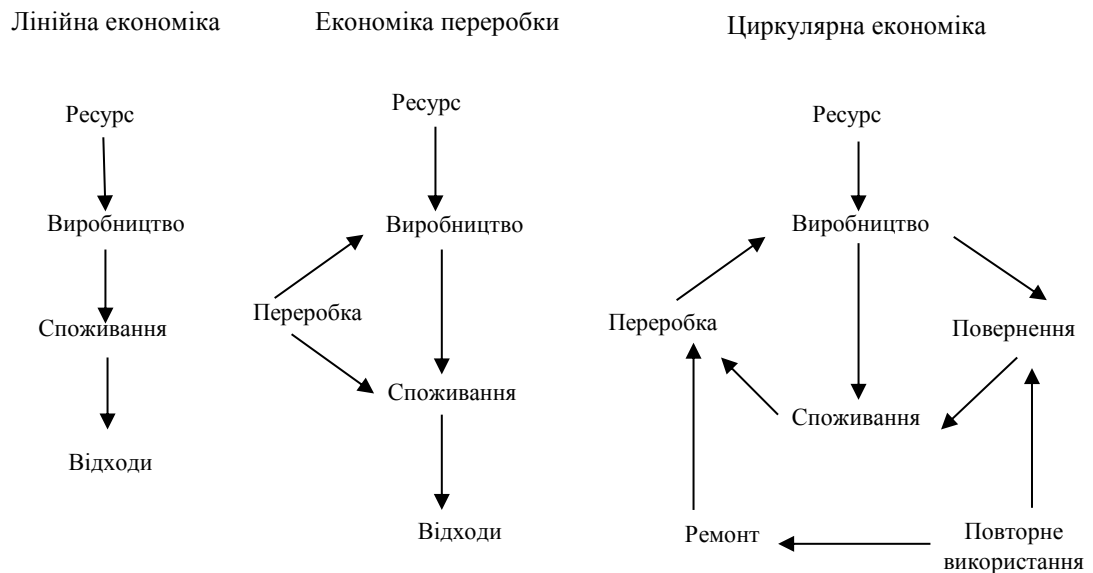 Лінійна економіка
Ресурс
Виробництво
Споживання
Відходи
Економіка переробки
Ресурс
Виробництво
Переробка
Споживання
Відходи
Циркулярна економіка
Ресурс
Виробництво
Переробка
Повернення
Споживання
Ремонт
Повторне
використання